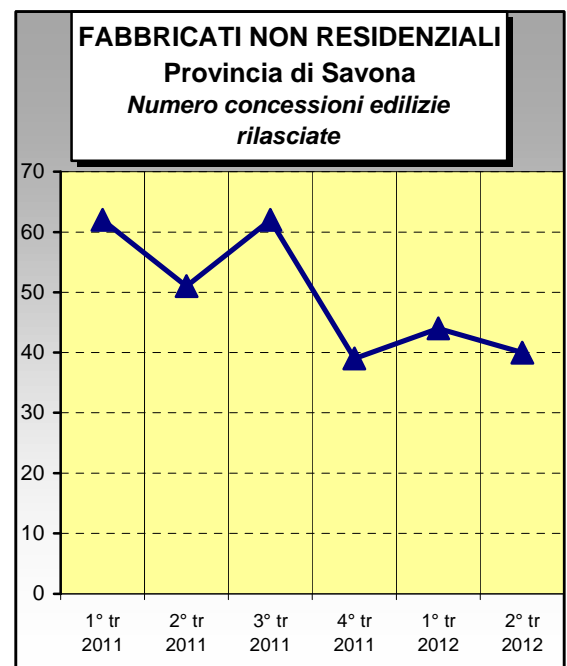 FABBRICATI NON RESIDENZIALI
Provincia di Savona
Numero concessioni edilizie
rilasciate
70
60
50
40
30
20
10
0
1° tr 2° tr 3° tr 4° tr 1° tr 2° tr
2011 2011 2011 2011 2012 2012